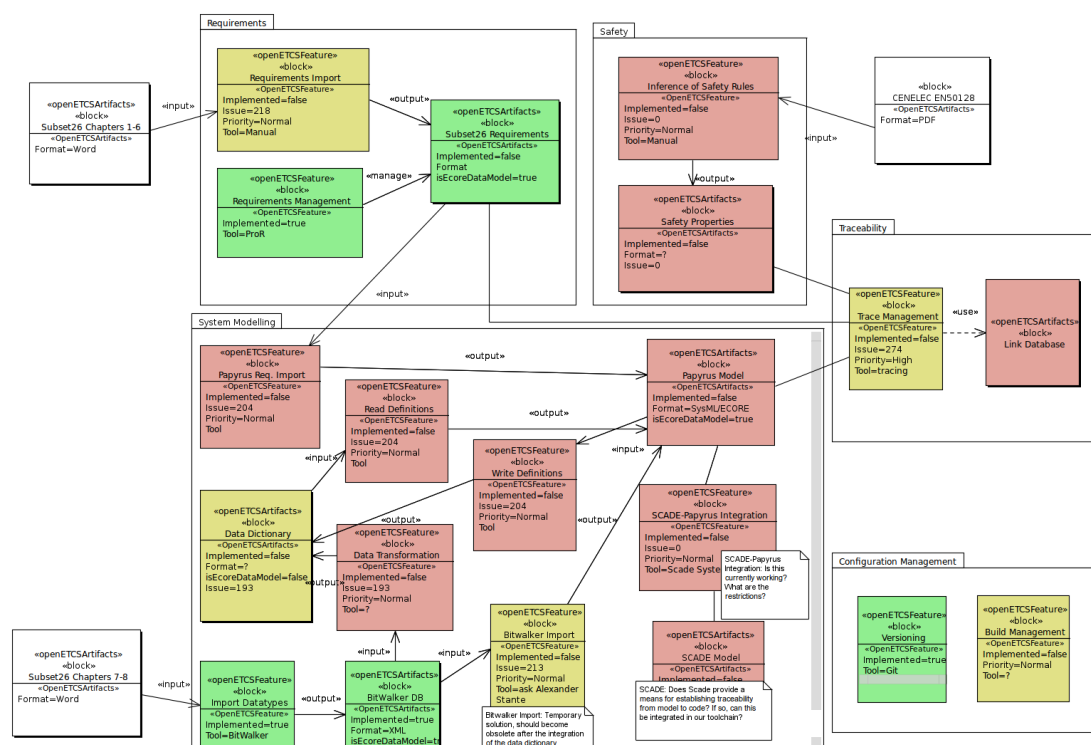 Requirements
«openETCSFeature»
«block»
Requirements Import
«OpenETCSFeature»
Implemented=false
Issue=218
Priority=Normal
Tool=Manual
«openETCSArtifacts»
«block»
Subset26 Chapters 1-6
«OpenETCSArtifacts»
Format=Word
«input»
«output»
«openETCSArtifacts»
«block»
Subset26 Requirements
«OpenETCSArtifacts»
Implemented=false
Format
isEcoreDataModel=true
«openETCSFeature»
«block»
Requirements Management
«OpenETCSFeature»
Implemented=true
Tool=ProR
«manage»
Safety
«openETCSFeature»
«block»
Inference of Safety Rules
«OpenETCSFeature»
Implemented=false
Issue=0
Priority=Normal
Tool=Manual
«block»
CENELEC EN50128
«OpenETCSArtifacts»
Format=PDF
«input»
«output»
«openETCSArtifacts»
«block»
Safety Properties
«OpenETCSArtifacts»
Implemented=false
Format=?
Issue=0
Traceability
«openETCSFeature»
«block»
Trace Management
«OpenETCSFeature»
Implemented=false
Issue=274
Priority=High
Tool=tracing
«use»
«openETCSArtifacts»
«block»
Link Database
«input»
System Modelling
«openETCSFeature»
«block»
Papyrus Req. Import
«OpenETCSFeature»
Implemented=false
Issue=204
Priority=Normal
Tool
«output»
«openETCSArtifacts»
«block»
Papyrus Model
«OpenETCSArtifacts»
Implemented=false
Format=SysML/ECORE
isEcoreDataModel=true
«openETCSFeature»
«block»
Read Definitions
«OpenETCSFeature»
Implemented=false
Issue=204
Priority=Normal
Tool
«output»
«input»
«input»
«openETCSFeature»
«block»
Write Definitions
«OpenETCSFeature»
Implemented=false
Issue=204
Priority=Normal
Tool
«openETCSArtifacts»
«block»
Data Dictionary
«OpenETCSArtifacts»
Implemented=false
Format=?
isEcoreDataModel=false
Issue=193
«output»
«openETCSFeature»
«block»
Data Transformation
«OpenETCSFeature»
Implemented=false
Issue=193
Priority=Normal
Tool=?
«output»
«output»
«openETCSFeature»
«block»
SCADE-Papyrus Integration
«OpenETCSFeature»
Implemented=false
Issue=0
Priority=Normal
Tool=Scade Syste
SCADE-Papyrus
Integration: Is this
currently working?
What are the
restrictions?
Configuration Management
«openETCSFeature»
«block»
Versioning
«OpenETCSFeature»
Implemented=true
Tool=Git
«openETCSFeature»
«block»
Build Management
«OpenETCSFeature»
Implemented=false
Priority=Normal
Tool=?
«openETCSFeature»
«block»
Bitwalker Import
«OpenETCSFeature»
Implemented=false
Issue=213
Priority=Normal
Tool=ask Alexander
Stante
«openETCSArtifacts»
«block»
SCADE Model
«OpenETCSArtifacts»
Implemented=false
SCADE: Does Scade provide a
means for establishing traceability
from model to code? If so, can this
be integrated in our toolchain?
«openETCSArtifacts»
«block»
Subset26 Chapters 7-8
«OpenETCSArtifacts»
Format=Word
«input»
«input»
«input»
«openETCSFeature»
«block»
Import Datatypes
«OpenETCSFeature»
Implemented=true
Tool=BitWalker
«output»
«openETCSArtifacts»
«block»
BitWalker DB
«OpenETCSArtifacts»
Implemented=true
Format=XML
Bitwalker Import: Temporary
solution, should become
obsolete after the integration
of the data dictionary